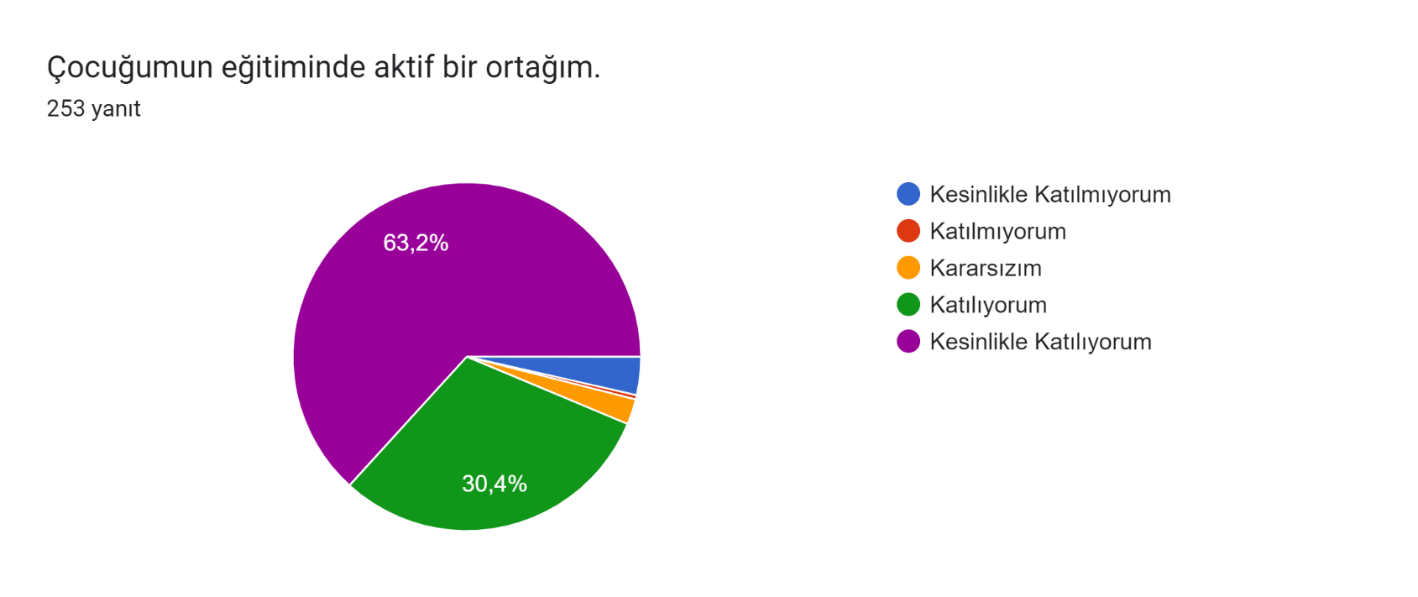 Çocuğumun eğitiminde aktif bir ortağım.
253 yanıt
63,2%
30,4%
Kesinlikle Katılmıyorum
Katılmıyorum
Kararsızım
Katılıyorum
Kesinlikle Katılıyorum